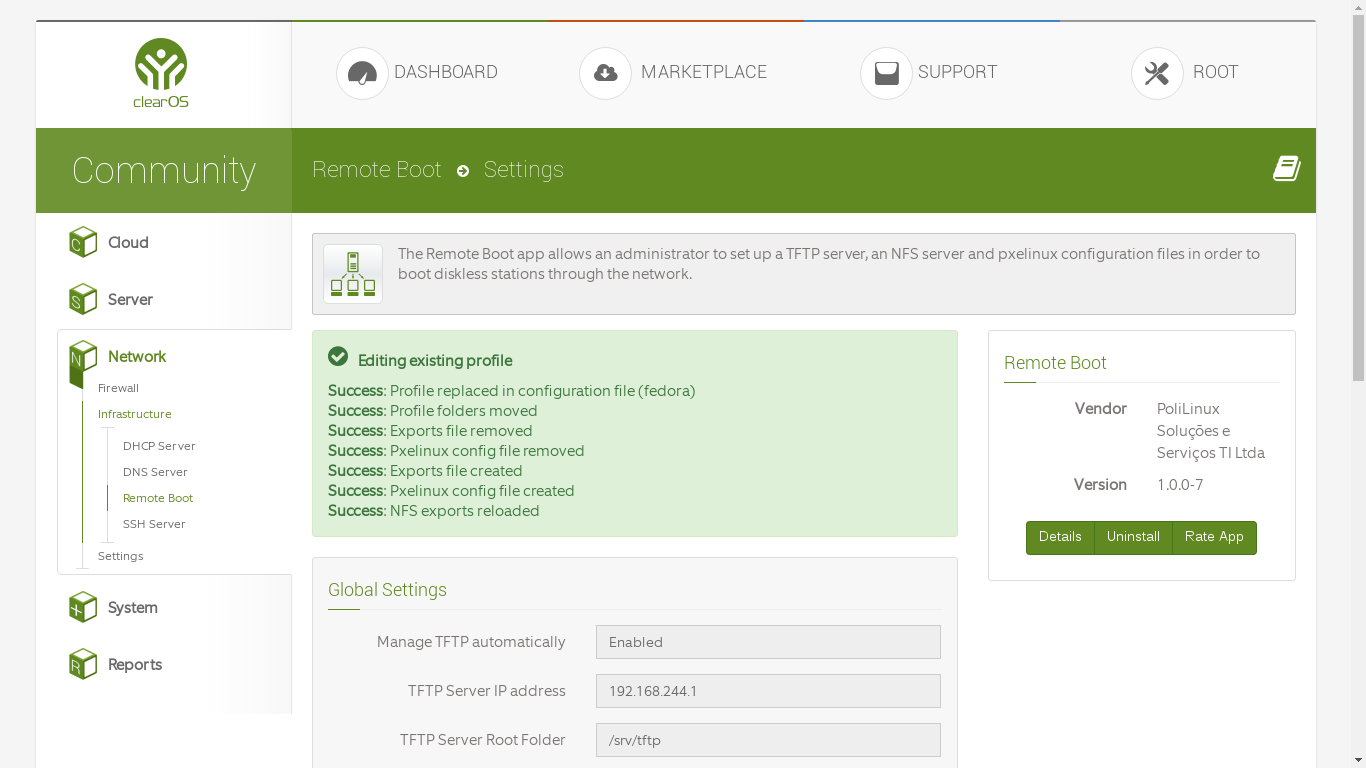 clearOS
DASHBOARD
MARKETPLACE
SUPPORT
ROOT
Community
Remote Boot
Settings
C Cloud
S Server
N Network
Firewall
Infrastructure
DHCP Server
DNS Server
Remote Boot
SSH Server
Settings
System
R Reports
The Remote Boot app allows an administrator to set up a TFTP server, an NFS server and pxelinux configuration files in order to
boot diskless stations through the network.
Editing existing profile
Success: Profile replaced in configuration file (fedora)
Success: Profile folders moved
Success: Exports file removed
Success: Pxelinux config file removed
Success: Exports file created
Success: Pxelinux config file created
Success: NFS exports reloaded
Global Settings
Manage TFTP automatically Enabled
TFTP Server IP address 192.168.244.1
TFTP Server Root Folder /srv/tftp
Remote Boot
Vendor PoliLinux
Soluções e
Serviços TI Ltda
Version 1.0.0-7
Details Uninstall Rate App